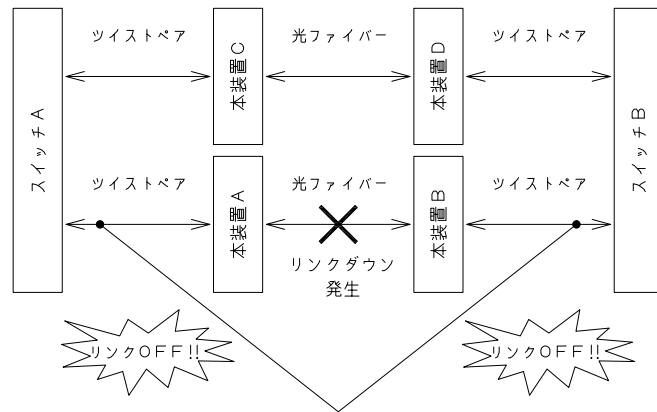 ツイストペア
光ファイバー
ツイストペア
スイッチA
本装置C
本装置D
スイッチB
ツイストペア
光ファイバー
ツイストペア
本装置A
本装置B
リンクダウン
発生
リンクOFF!!
リンクOFF!!